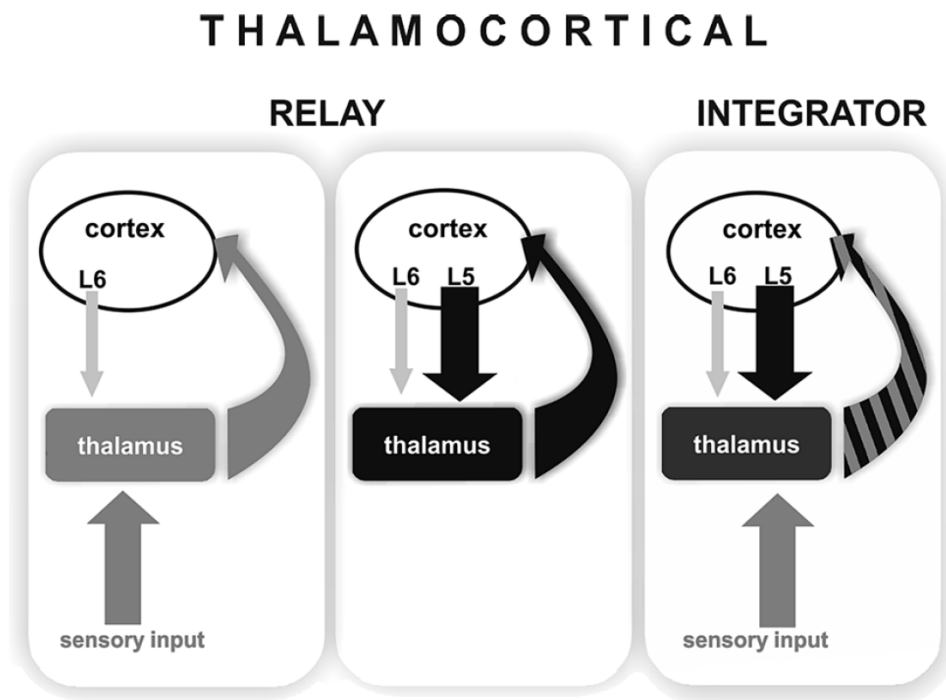 THALAMOCORTICAL
RELAY
INTEGRATOR
cortex
L6
thalamus
sensory input
cortex
L6 L5
thalamus
cortex
L6 L5
thalamus
sensory input